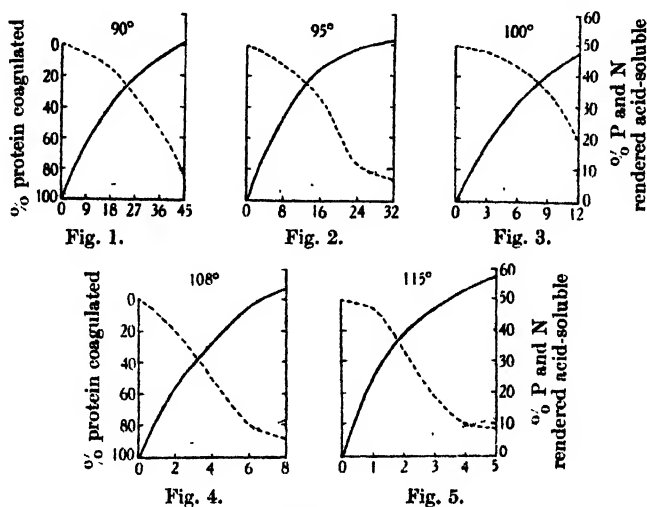 90°
95°
100°
% protein coagulated
0
20
40
60
80
100
0 9 18 27 36 45
0 8 16 24 32
0 3 6 9 12
60
50
40
30
20
10
0
% P and N
rendered acid-soluble
Fig. 1.
Fig. 2.
Fig. 3.
108°
115°
% protein coagulated
0
20
40
60
80
100
0 2 4 6 8
0 1 2 3 4 5
60
50
40
30
20
10
0
% P and N
rendered acid-soluble
Fig. 4.
Fig. 5.